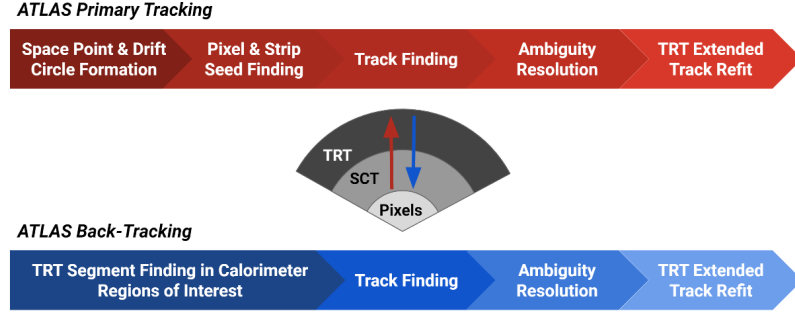 ATLAS Primary Tracking
Space Point & Drift
Circle Formation
Pixel & Strip
Seed Finding
Track Finding
Ambiguity
Resolution
TRT Extended
Track Refit
TRT
SCT
Pixels
ATLAS Back-Tracking
TRT Segment Finding in Calorimeter
Regions of Interest
Track Finding
Ambiguity
Resolution
TRT Extended
Track Refit